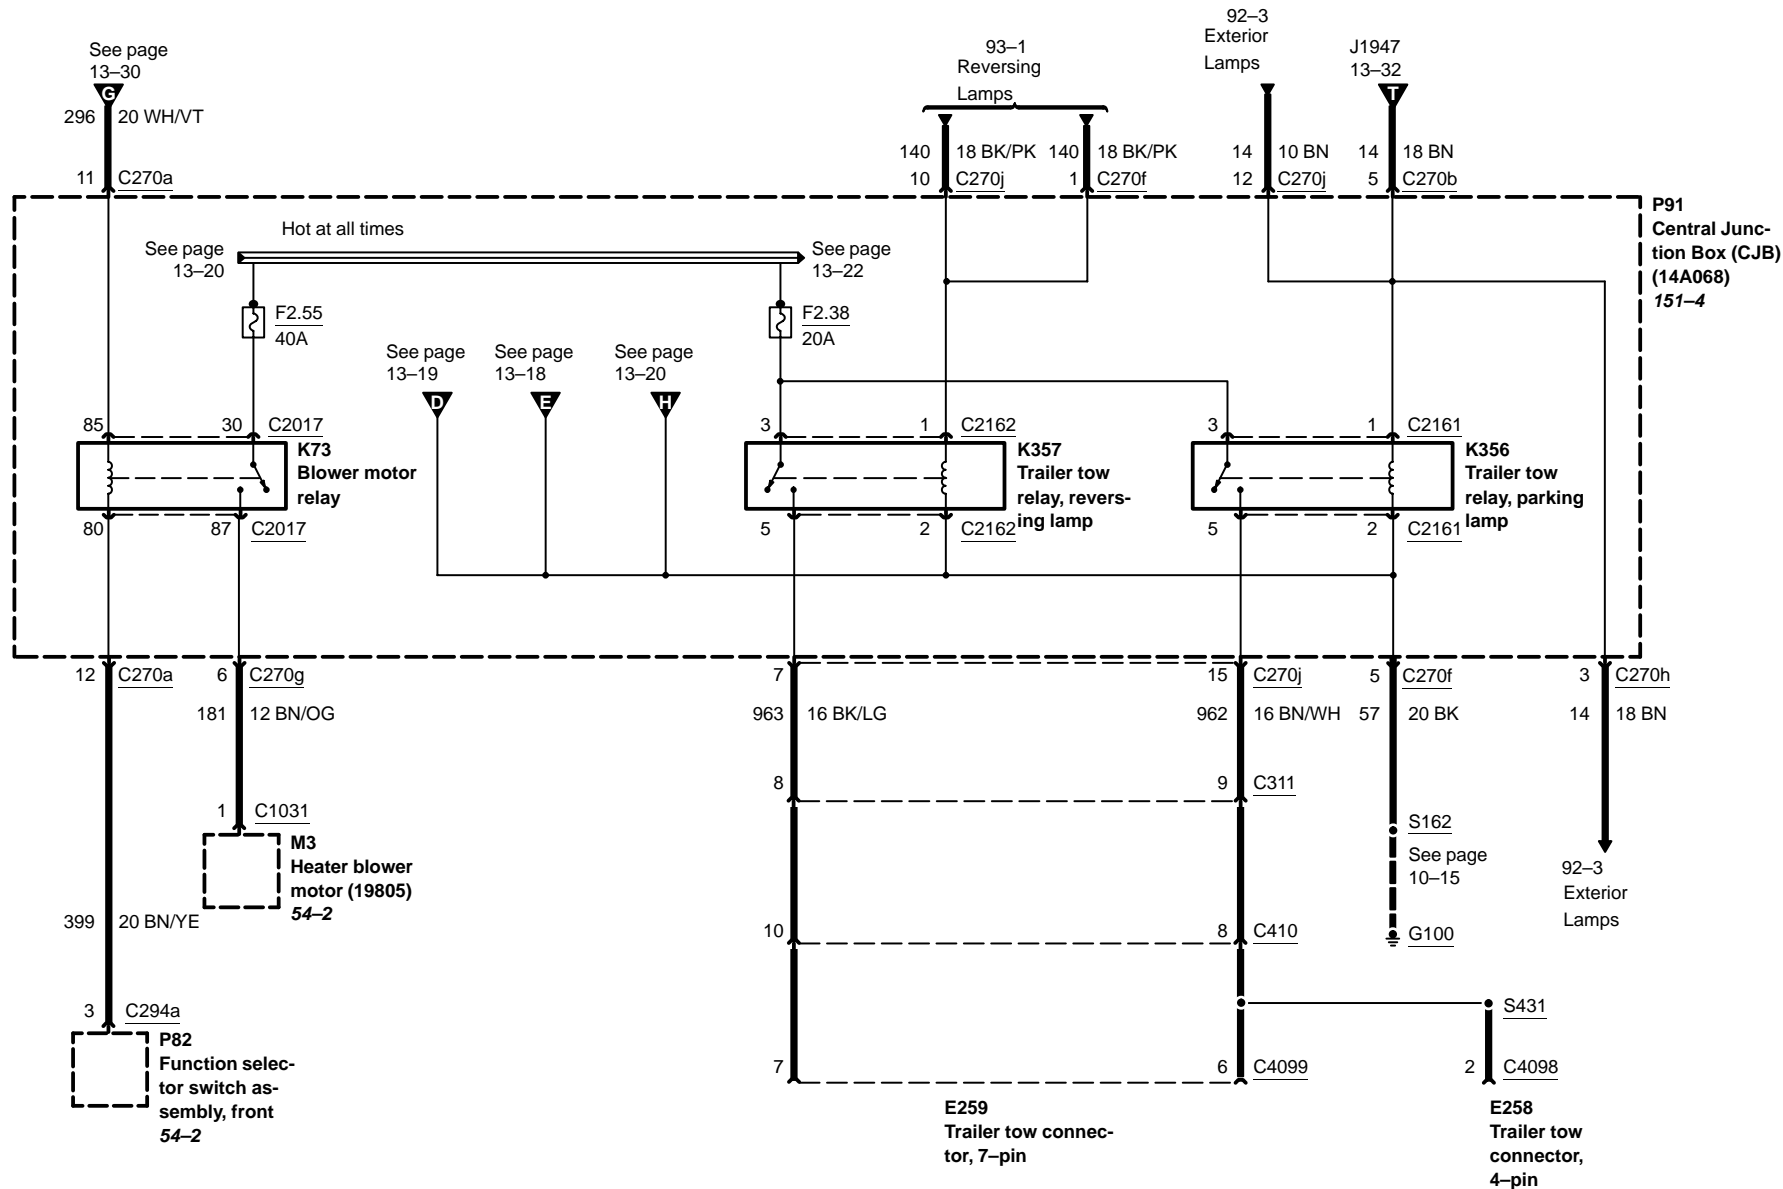 92–3
Exterior
Lamps
See page
13–30
G
296
20 WH/VT
93–1
Reversing
Lamps
J1947
13–32
T
140
18 BK/PK
140
18 BK/PK
14
10 BN
14
18 BN
11
C270a
10
C270j
1
C270f
12
C270j
5
C270b
P91
Central Junc-
tion Box (CJB)
(14A068)
151–4
Hot at all times
See page
13–20
See page
13–22
F2.55
40A
F2.38
20A
See page
13–19
D
See page
13–18
E
See page
13–20
H
85
30
C2017
K73
Blower motor
relay
80
87
C2017
3
1
C2162
K357
Trailer tow
relay, revers-
ing lamp
5
2
C2162
3
1
C2161
K356
Trailer tow
relay, parking
lamp
5
2
C2161
12
C270a
6
C270g
7
15
C270j
5
C270f
3
C270h
181
12 BN/OG
963
16 BK/LG
962
16 BN/WH
57
20 BK
14
18 BN
8
9
C311
1
C1031
M3
Heater blower
motor (19805)
54–2
S162
See page
10–15
G100
92–3
Exterior
Lamps
399
20 BN/YE
10
8
C410
S431
3
C294a
P82
Function selec-
tor switch as-
sembly, front
54–2
7
6
C4099
2
C4098
E259
Trailer tow connec-
tor, 7–pin
E258
Trailer tow
connector,
4–pin